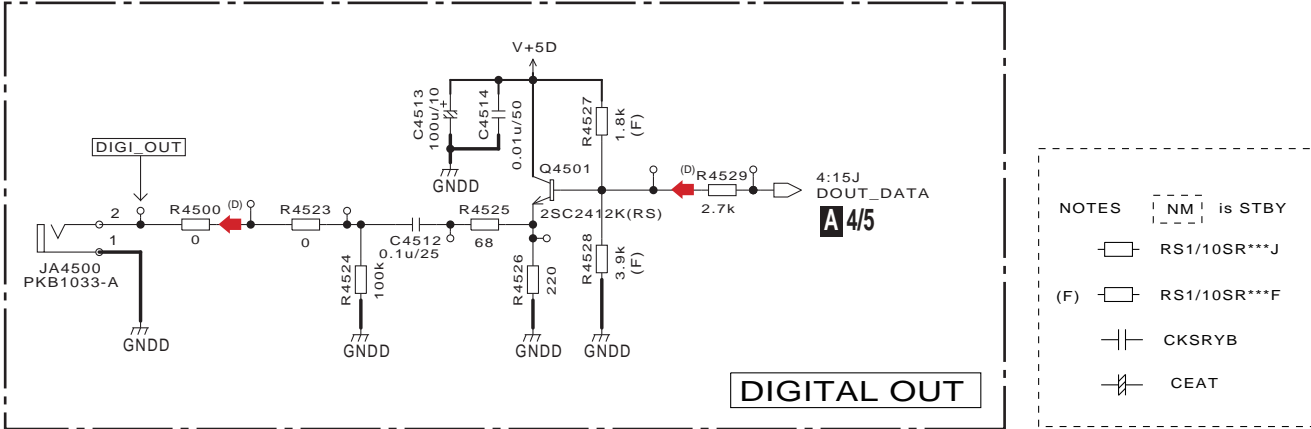 V+5D
C4513
100u/10
+
C4514
0.01u/50
R4527
1.8k
(F)
DIGI_OUT
GNDD
Q4501
(D)
R4529
2.7k
4:15J
DOUT_DATA
A 4/5
2
1
R4500
0
(D)
R4523
0
C4512
0.1u/25
R4525
68
2SC2412K(RS)
JA4500
PKB1033-A
R4524
100k
R4526
220
R4528
3.9k
(F)
GNDD
GNDD
GNDD
GNDD
DIGITAL OUT
NOTES NM is STBY
RS1/10SR***J
(F) RS1/10SR***F
CKSRYB
CEAT